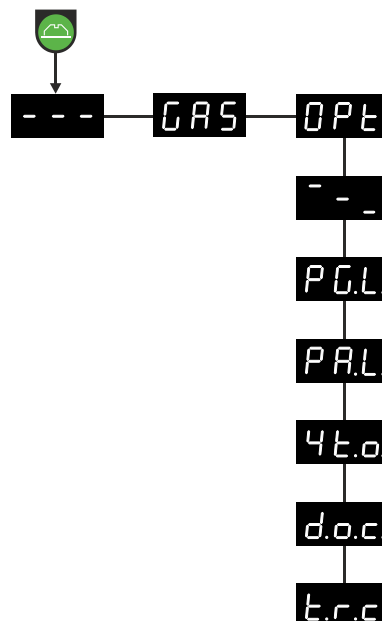 - - - GAS OPt
¯ - _
P G.L.
P A.L.
4t.o.
d.o.c.
t.r.c